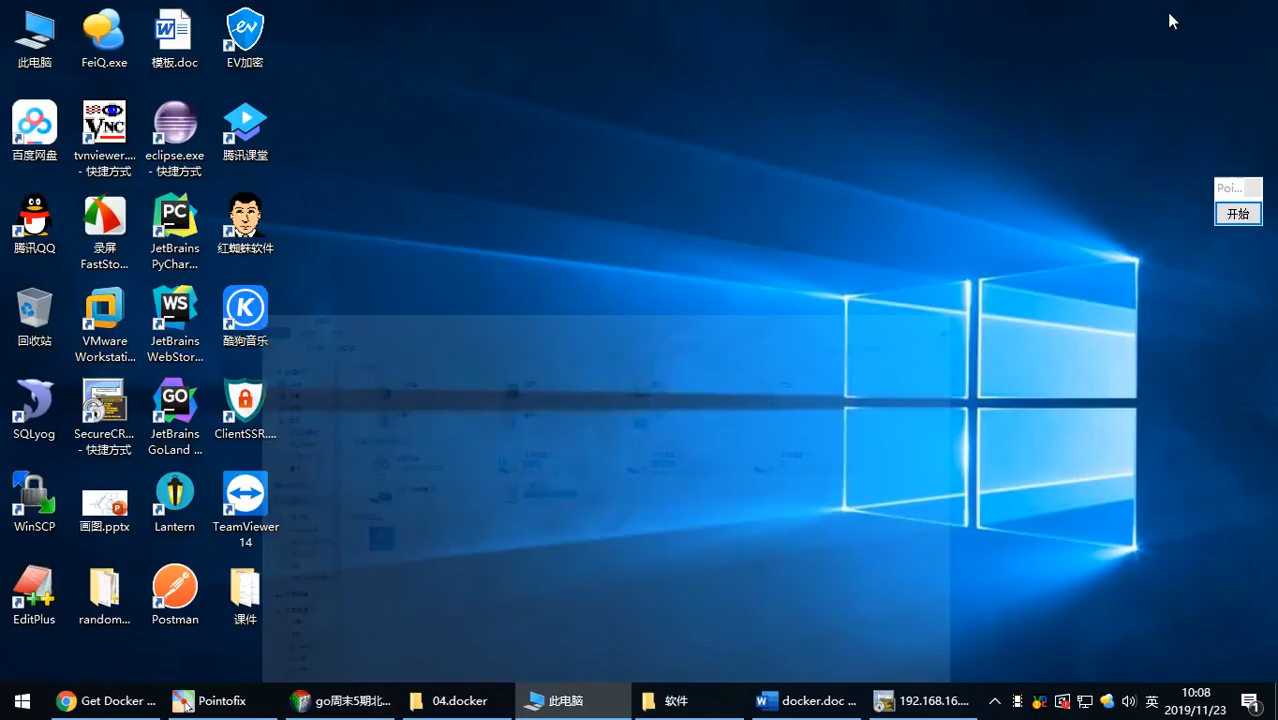 此电脑
FeiQ.exe
模板.doc
EV加密
百度网盘
tvnviewer....
- 快捷方式
eclipse.exe
- 快捷方式
腾讯课堂
腾讯QQ
录屏
FastSto...
JetBrains
PyChar...
红蜘蛛软件
回收站
VMware
Workstati...
JetBrains
WebStor...
酷狗音乐
SQLyog
SecureCR...
- 快捷方式
JetBrains
GoLand ...
ClientSSR....
WinSCP
画图.pptx
Lantern
TeamViewer
14
EditPlus
random...
Postman
课件
Poi...
开始
Get Docker ...
Pointofix
go周末5期北...
04.docker
此电脑
软件
docker.doc ...
192.168.16....
英
10:08
2019/11/23